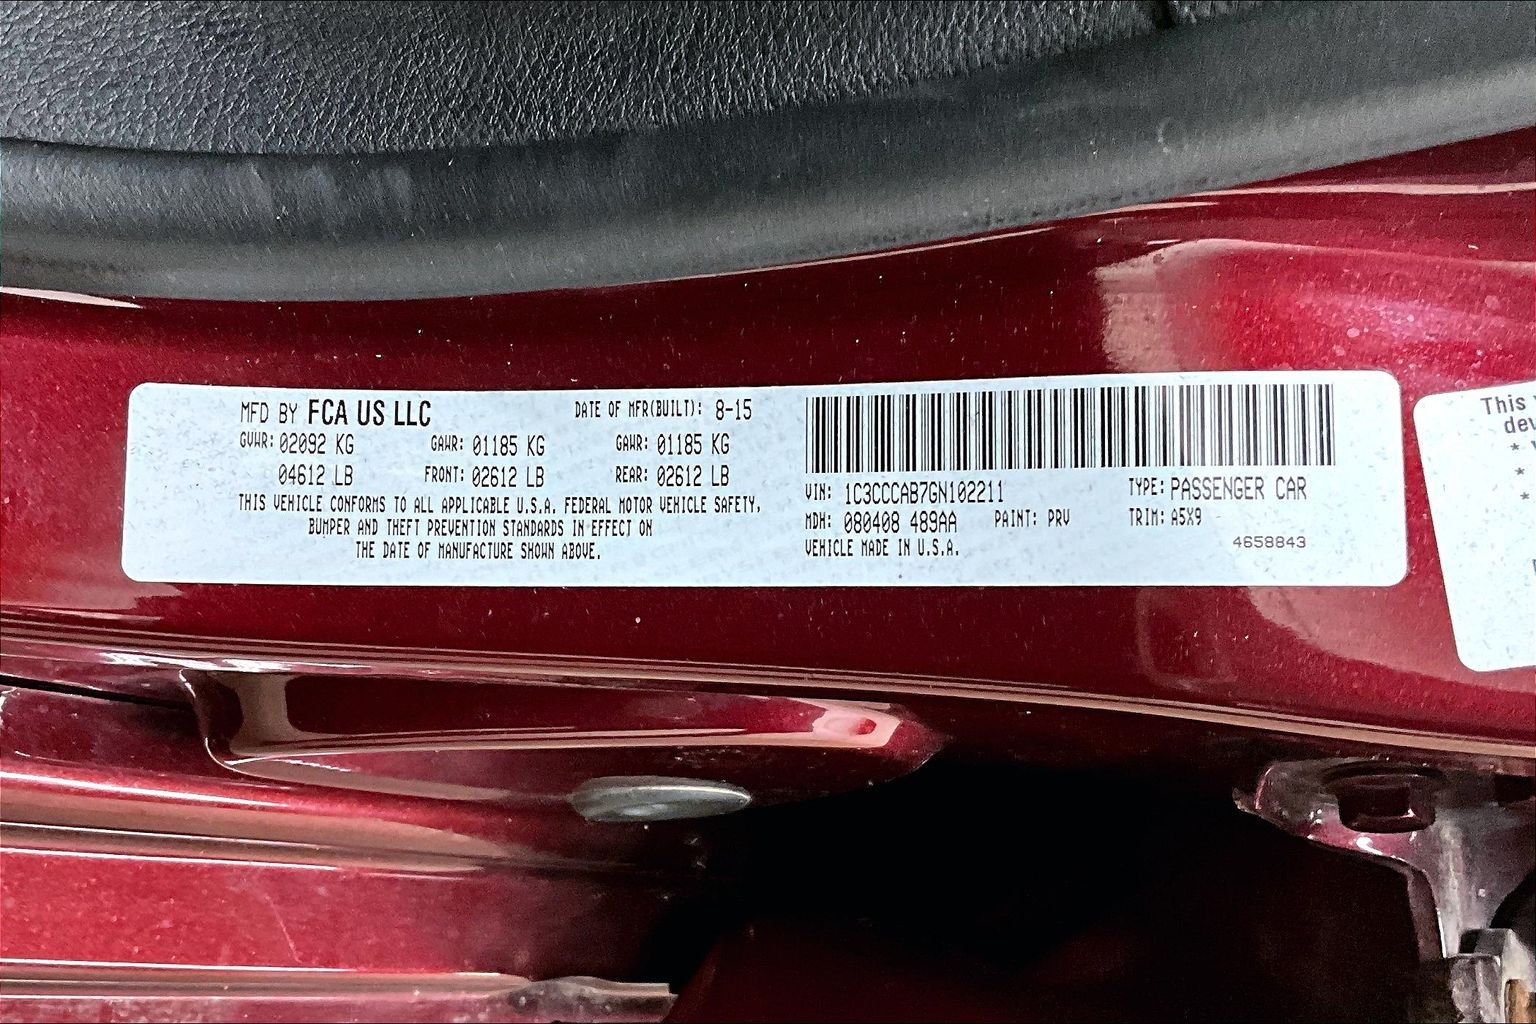 MFD BY FCA US LLC DATE OF MFR(BUILT): 8-15
GVWR: 02092 KG GAWR: 01185 KG GAWR: 01185 KG
04612 LB FRONT: 02612 LB REAR: 02612 LB
THIS VEHICLE CONFORMS TO ALL APPLICABLE U.S.A. FEDERAL MOTOR VEHICLE SAFETY,
BUMPER AND THEFT PREVENTION STANDARDS IN EFFECT ON
THE DATE OF MANUFACTURE SHOWN ABOVE.
VIN: 1C3CCCAB7GN102211 TYPE: PASSENGER CAR
MDH: 080408 489AA PAINT: PRV TRIM: A5X9
VEHICLE MADE IN U.S.A.
4658843
This